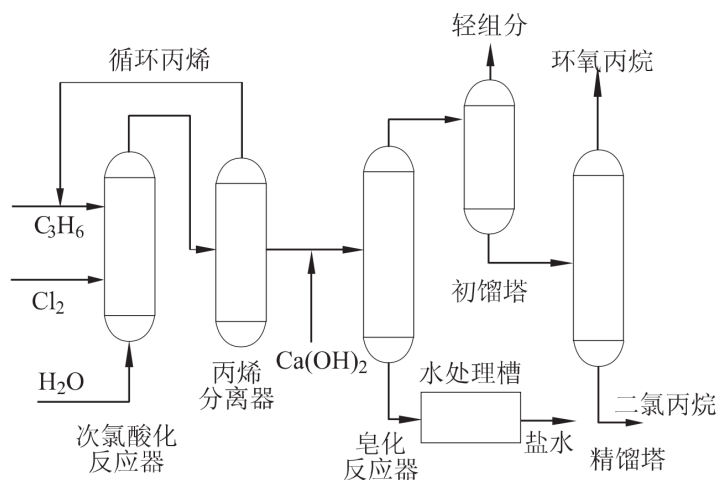 轻组分
循环丙烯
环氧丙烷
C₃H₆
Cl₂
H₂O
次氯酸化
反应器
丙烯
分离器
Ca(OH)₂
初馏塔
水处理槽
皂化
反应器
盐水
二氯丙烷
精馏塔